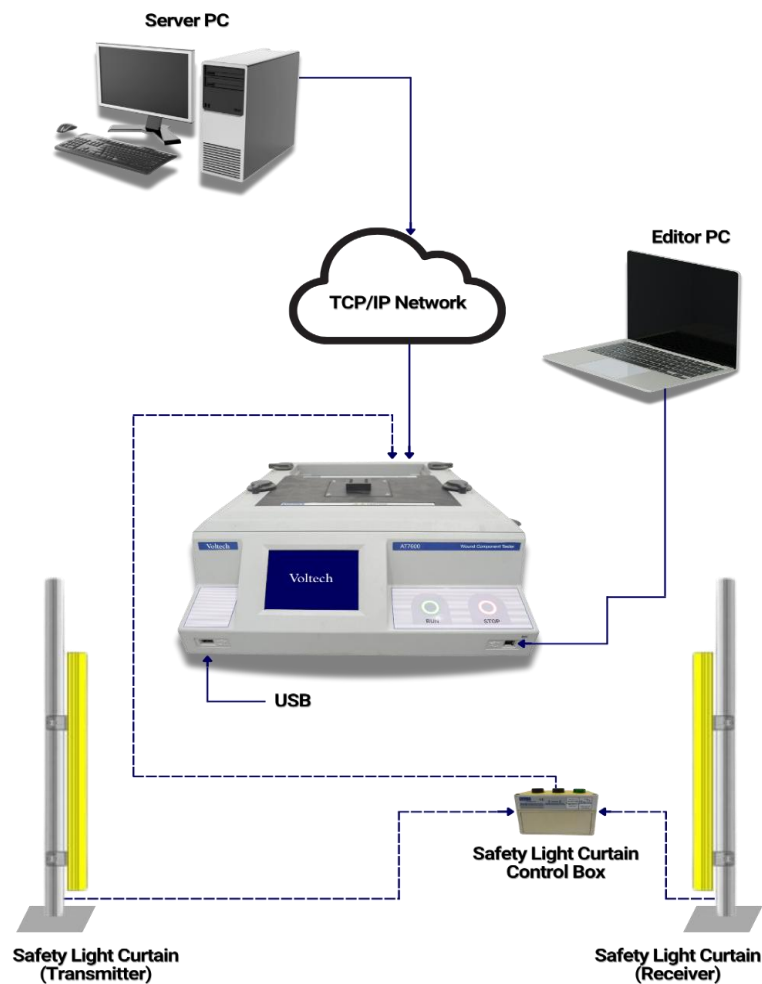 Server PC
Editor PC
TCP/IP Network
Voltech
AT7600
Wound Component Tester
Voltech
RUN
STOP
USB
Safety Light Curtain
Control Box
Safety Light Curtain
(Transmitter)
Safety Light Curtain
(Receiver)